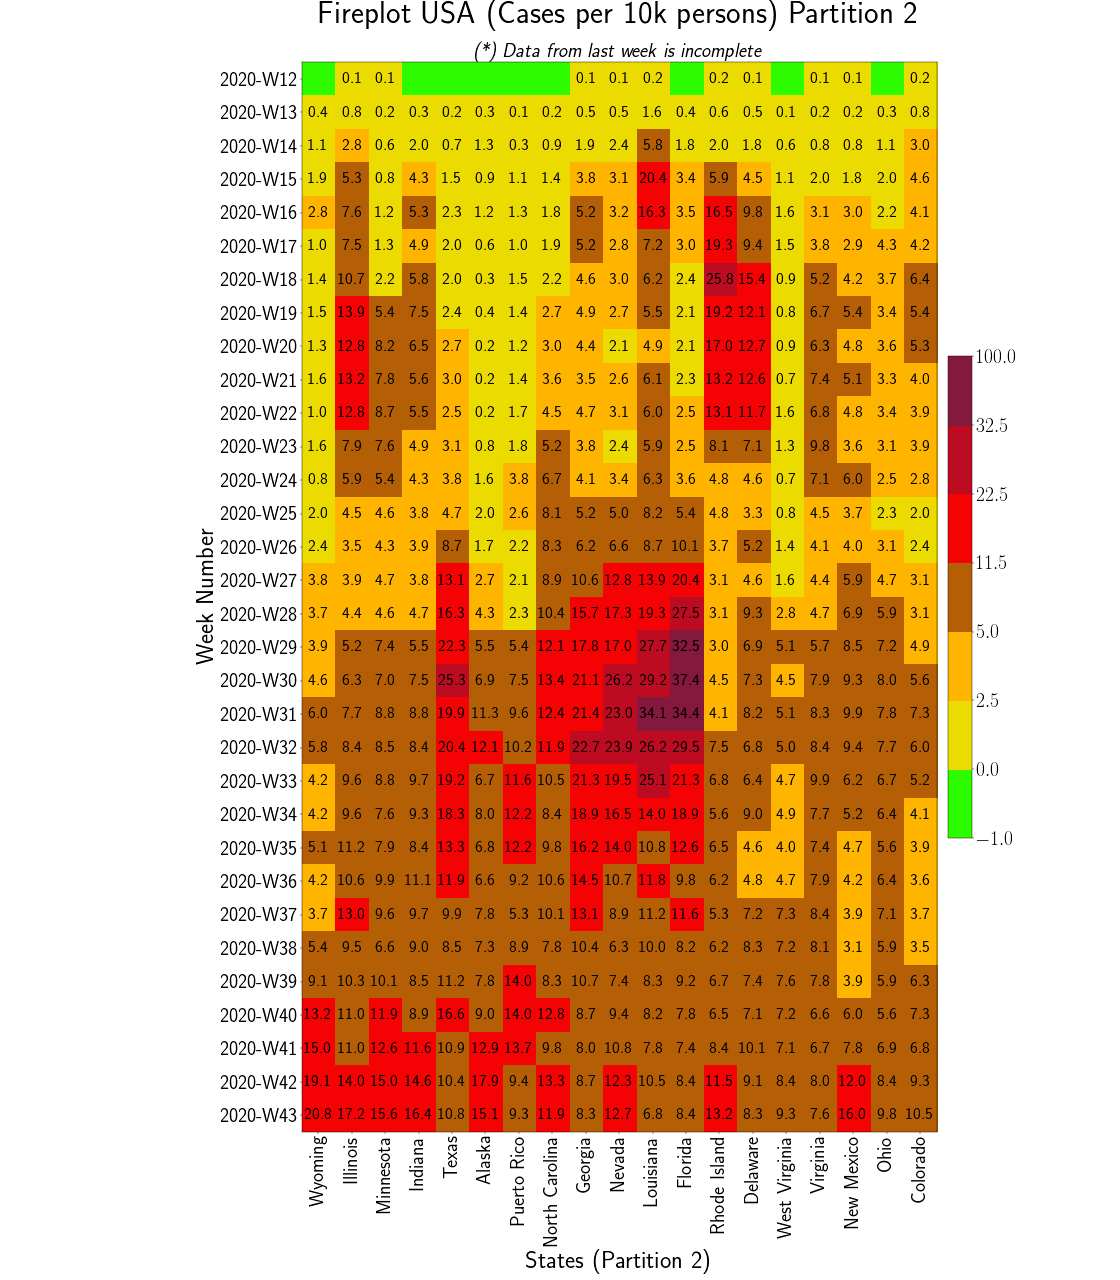 Fireplot USA (Cases per 10k persons) Partition 2
(*) Data from last week is incomplete
2020-W12 0.1 0.1 0.1 0.1 0.2 0.2 0.1 0.1 0.1 0.2
2020-W13 0.4 0.8 0.2 0.3 0.2 0.3 0.1 0.2 0.5 0.5 1.6 0.4 0.6 0.5 0.1 0.2 0.2 0.3 0.8
2020-W14 1.1 2.8 0.6 2.0 0.7 1.3 0.3 0.9 1.9 2.4 5.8 1.8 2.0 1.8 0.6 0.8 0.8 1.1 3.0
2020-W15 1.9 5.3 0.8 4.3 1.5 0.9 1.1 1.4 3.8 3.1 20.4 3.4 5.9 4.5 1.1 2.0 1.8 2.0 4.6
2020-W16 2.8 7.6 1.2 5.3 2.3 1.2 1.3 1.8 5.2 3.2 16.3 3.5 16.5 9.8 1.6 3.1 3.0 2.2 4.1
2020-W17 1.0 7.5 1.3 4.9 2.0 0.6 1.0 1.9 5.2 2.8 7.2 3.0 19.3 9.4 1.5 3.8 2.9 4.3 4.2
2020-W18 1.4 10.7 2.2 5.8 2.0 0.3 1.5 2.2 4.6 3.0 6.2 2.4 25.8 15.4 0.9 5.2 4.2 3.7 6.4
2020-W19 1.5 13.9 5.4 7.5 2.4 0.4 1.4 2.7 4.9 2.7 5.5 2.1 19.2 12.1 0.8 6.7 5.4 3.4 5.4
2020-W20 1.3 12.8 8.2 6.5 2.7 0.2 1.2 3.0 4.4 2.1 4.9 2.1 17.0 12.7 0.9 6.3 4.8 3.6 5.3
2020-W21 1.6 13.2 7.8 5.6 3.0 0.2 1.4 3.6 3.5 2.6 6.1 2.3 13.2 12.6 0.7 7.4 5.1 3.3 4.0
2020-W22 1.0 12.8 8.7 5.5 2.5 0.2 1.7 4.5 4.7 3.1 6.0 2.5 13.1 11.7 1.6 6.8 4.8 3.4 3.9
2020-W23 1.6 7.9 7.6 4.9 3.1 0.8 1.8 5.2 3.8 2.4 5.9 2.5 8.1 7.1 1.3 9.8 3.6 3.1 3.9
2020-W24 0.8 5.9 5.4 4.3 3.8 1.6 3.8 6.7 4.1 3.4 6.3 3.6 4.8 4.6 0.7 7.1 6.0 2.5 2.8
2020-W25 2.0 4.5 4.6 3.8 4.7 2.0 2.6 8.1 5.2 5.0 8.2 5.4 4.8 3.3 0.8 4.5 3.7 2.3 2.0
2020-W26 2.4 3.5 4.3 3.9 8.7 1.7 2.2 8.3 6.2 6.6 8.7 10.1 3.7 5.2 1.4 4.1 4.0 3.1 2.4
2020-W27 3.8 3.9 4.7 3.8 13.1 2.7 2.1 8.9 10.6 12.8 13.9 20.4 3.1 4.6 1.6 4.4 5.9 4.7 3.1
2020-W28 3.7 4.4 4.6 4.7 16.3 4.3 2.3 10.4 15.7 17.3 19.3 27.5 3.1 9.3 2.8 4.7 6.9 5.9 3.1
2020-W29 3.9 5.2 7.4 5.5 22.3 5.5 5.4 12.1 17.8 17.0 27.7 32.5 3.0 6.9 5.1 5.7 8.5 7.2 4.9
2020-W30 4.6 6.3 7.0 7.5 25.3 6.9 7.5 13.4 21.1 26.2 29.2 37.4 4.5 7.3 4.5 7.9 9.3 8.0 5.6
2020-W31 6.0 7.7 8.8 8.8 19.9 11.3 9.6 12.4 21.4 23.0 34.1 34.4 4.1 8.2 5.1 8.3 9.9 7.8 7.3
2020-W32 5.8 8.4 8.5 8.4 20.4 12.1 10.2 11.9 22.7 23.9 26.2 29.5 7.5 6.8 5.0 8.4 9.4 7.7 6.0
2020-W33 4.2 9.6 8.8 9.7 19.2 6.7 11.6 10.5 21.3 19.5 25.1 21.3 6.8 6.4 4.7 9.9 6.2 6.7 5.2
2020-W34 4.2 9.6 7.6 9.3 18.3 8.0 12.2 8.4 18.9 16.5 14.0 18.9 5.6 9.0 4.9 7.7 5.2 6.4 4.1
2020-W35 5.1 11.2 7.9 8.4 13.3 6.8 12.2 9.8 16.2 14.0 10.8 12.6 6.5 4.6 4.0 7.4 4.7 5.6 3.9
2020-W36 4.2 10.6 9.9 11.1 11.9 6.6 9.2 10.6 14.5 10.7 11.8 9.8 6.2 4.8 4.7 7.9 4.2 6.4 3.6
2020-W37 3.7 13.0 9.6 9.7 9.9 7.8 5.3 10.1 13.1 8.9 11.2 11.6 5.3 7.2 7.3 8.4 3.9 7.1 3.7
2020-W38 5.4 9.5 6.6 9.0 8.5 7.3 8.9 7.8 10.4 6.3 10.0 8.2 6.2 8.3 7.2 8.1 3.1 5.9 3.5
2020-W39 9.1 10.3 10.1 8.5 11.2 7.8 14.0 8.3 10.7 7.4 8.3 9.2 6.7 7.4 7.6 7.8 3.9 5.9 6.3
2020-W40 13.2 11.0 11.9 8.9 16.6 9.0 14.0 12.8 8.7 9.4 8.2 7.8 6.5 7.1 7.2 6.6 6.0 5.6 7.3
2020-W41 15.0 11.0 12.6 11.6 10.9 12.9 13.7 9.8 8.0 10.8 7.8 7.4 8.4 10.1 7.1 6.7 7.8 6.9 6.8
2020-W42 19.1 14.0 15.0 14.6 10.4 17.9 9.4 13.3 8.7 12.3 10.5 8.4 11.5 9.1 8.4 8.0 12.0 8.4 9.3
2020-W43 20.8 17.2 15.6 16.4 10.8 15.1 9.3 11.9 8.3 12.7 6.8 8.4 13.2 8.3 9.3 7.6 16.0 9.8 10.5
Week Number
Wyoming
Illinois
Minnesota
Indiana
Texas
Alaska
Puerto Rico
North Carolina
Georgia
Nevada
Louisiana
Florida
Rhode Island
Delaware
West Virginia
Virginia
New Mexico
Ohio
Colorado
States (Partition 2)
100.0
32.5
22.5
11.5
5.0
2.5
0.0
−1.0